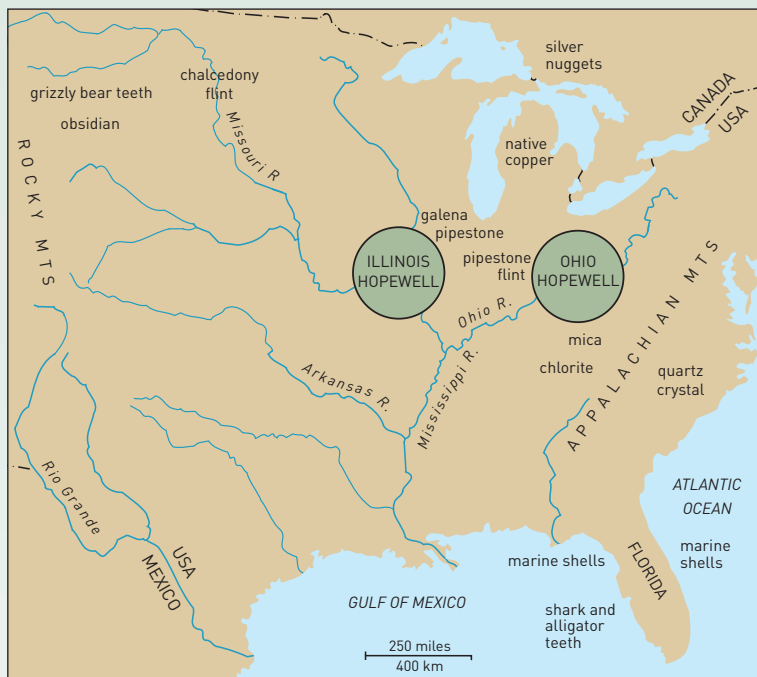 silver
nuggets
CANADA
USA
chalcedony
flint
grizzly bear teeth
obsidian
Missouri R
native
copper
ROCKY MTS
galena
pipestone
ILLINOIS
HOPEWELL
pipestone
flint
OHIO
HOPEWELL
Ohio R.
mica
chlorite
APPALACHIAN MTS
quartz
crystal
Arkansas R.
Mississippi R.
Rio Grande
USA
MEXICO
ATLANTIC
OCEAN
marine
shells
marine shells
FLORIDA
GULF OF MEXICO
shark and
alligator
teeth
250 miles
400 km